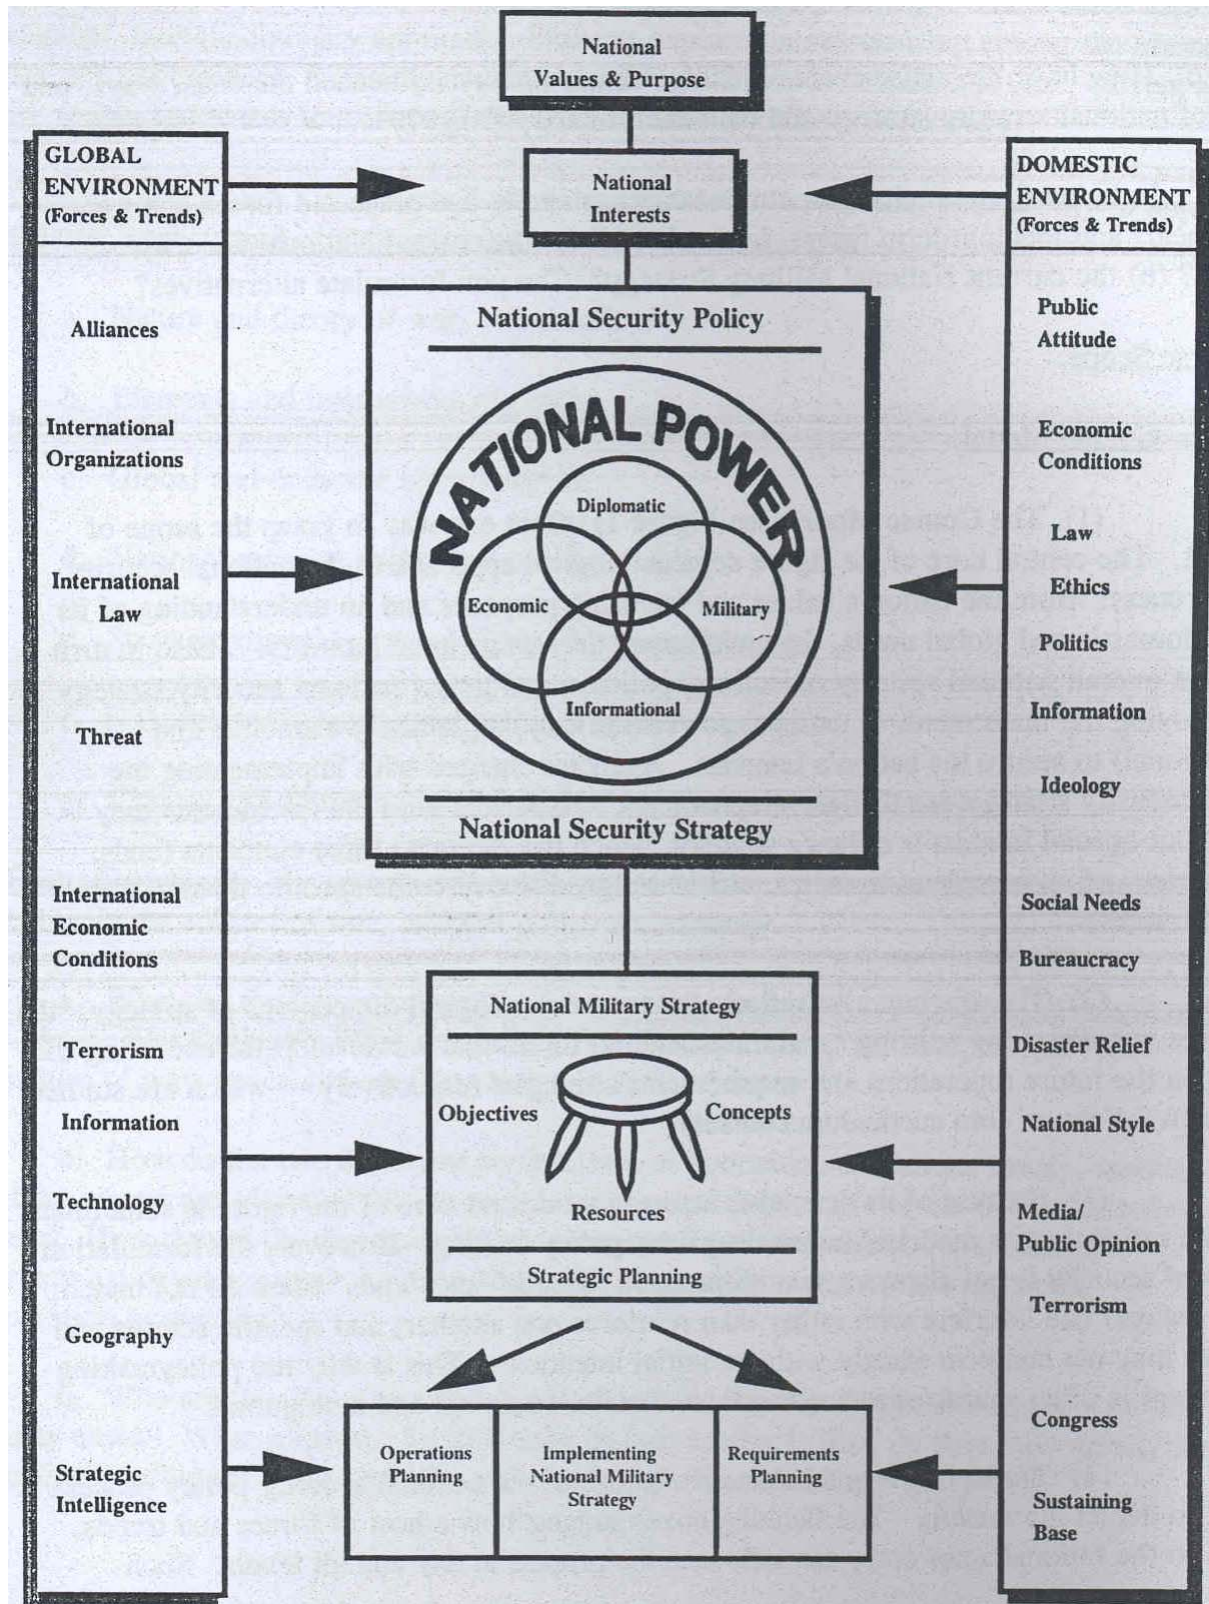 National
Values & Purpose
National
Interests
GLOBAL
ENVIRONMENT
(Forces & Trends)
Alliances
International
Organizations
International
Law
Threat
International
Economic
Conditions
Terrorism
Information
Technology
Geography
Strategic
Intelligence
National Security Policy
NATIONAL POWER
Diplomatic
Economic
Military
Informational
National Security Strategy
National Military Strategy
Objectives
Concepts
Resources
Strategic Planning
Operations
Planning
Implementing
National Military
Strategy
Requirements
Planning
DOMESTIC
ENVIRONMENT
(Forces & Trends)
Public
Attitude
Economic
Conditions
Law
Ethics
Politics
Information
Ideology
Social Needs
Bureaucracy
Disaster Relief
National Style
Media/
Public Opinion
Terrorism
Congress
Sustaining
Base